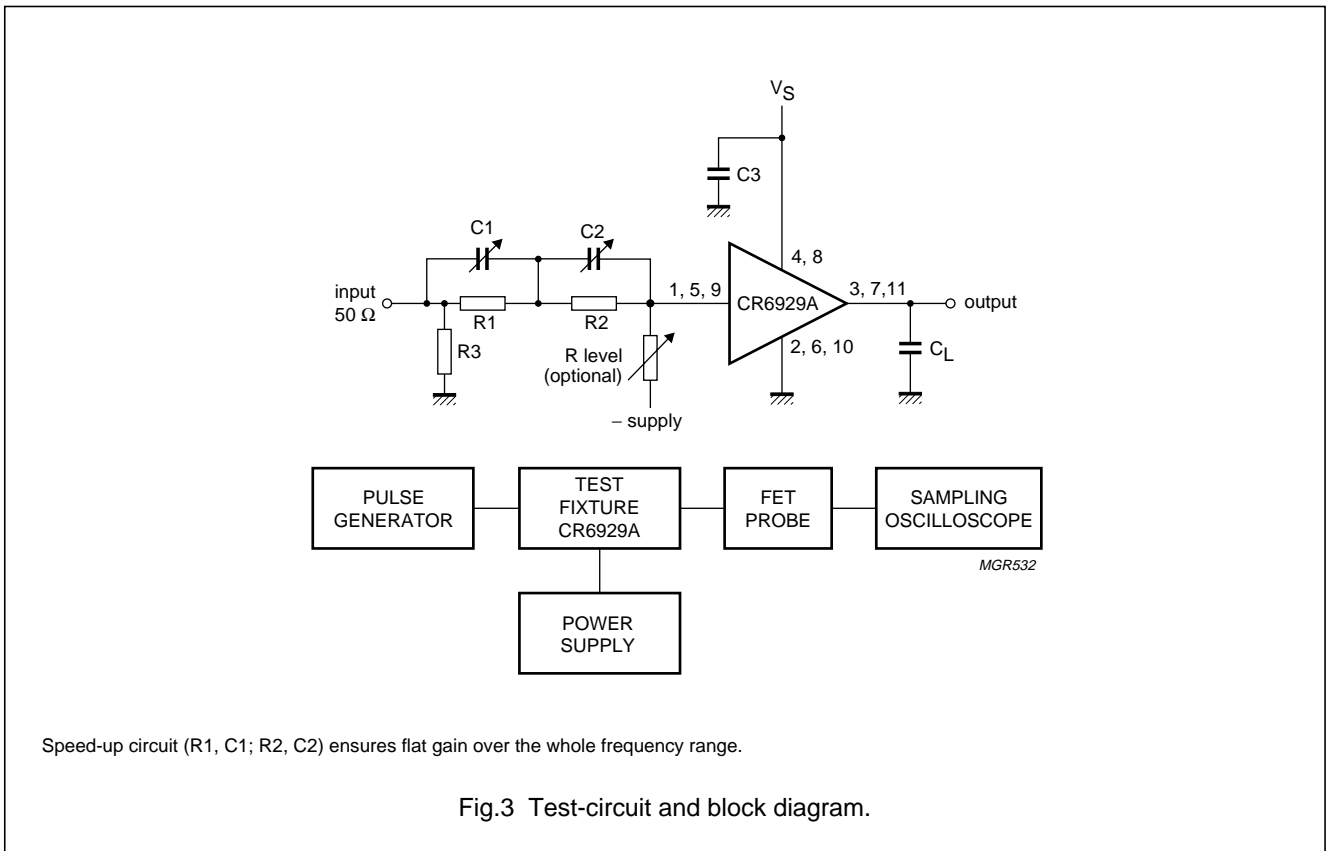 VS
C3
C1
C2
4, 8
1, 5, 9
CR6929A
3, 7,11
output
input
50 Ω
R1
R2
R3
R level
(optional)
2, 6, 10
CL
– supply
PULSE
GENERATOR
TEST
FIXTURE
CR6929A
FET
PROBE
SAMPLING
OSCILLOSCOPE
MGR532
POWER
SUPPLY
Speed-up circuit (R1, C1; R2, C2) ensures flat gain over the whole frequency range.
Fig.3 Test-circuit and block diagram.